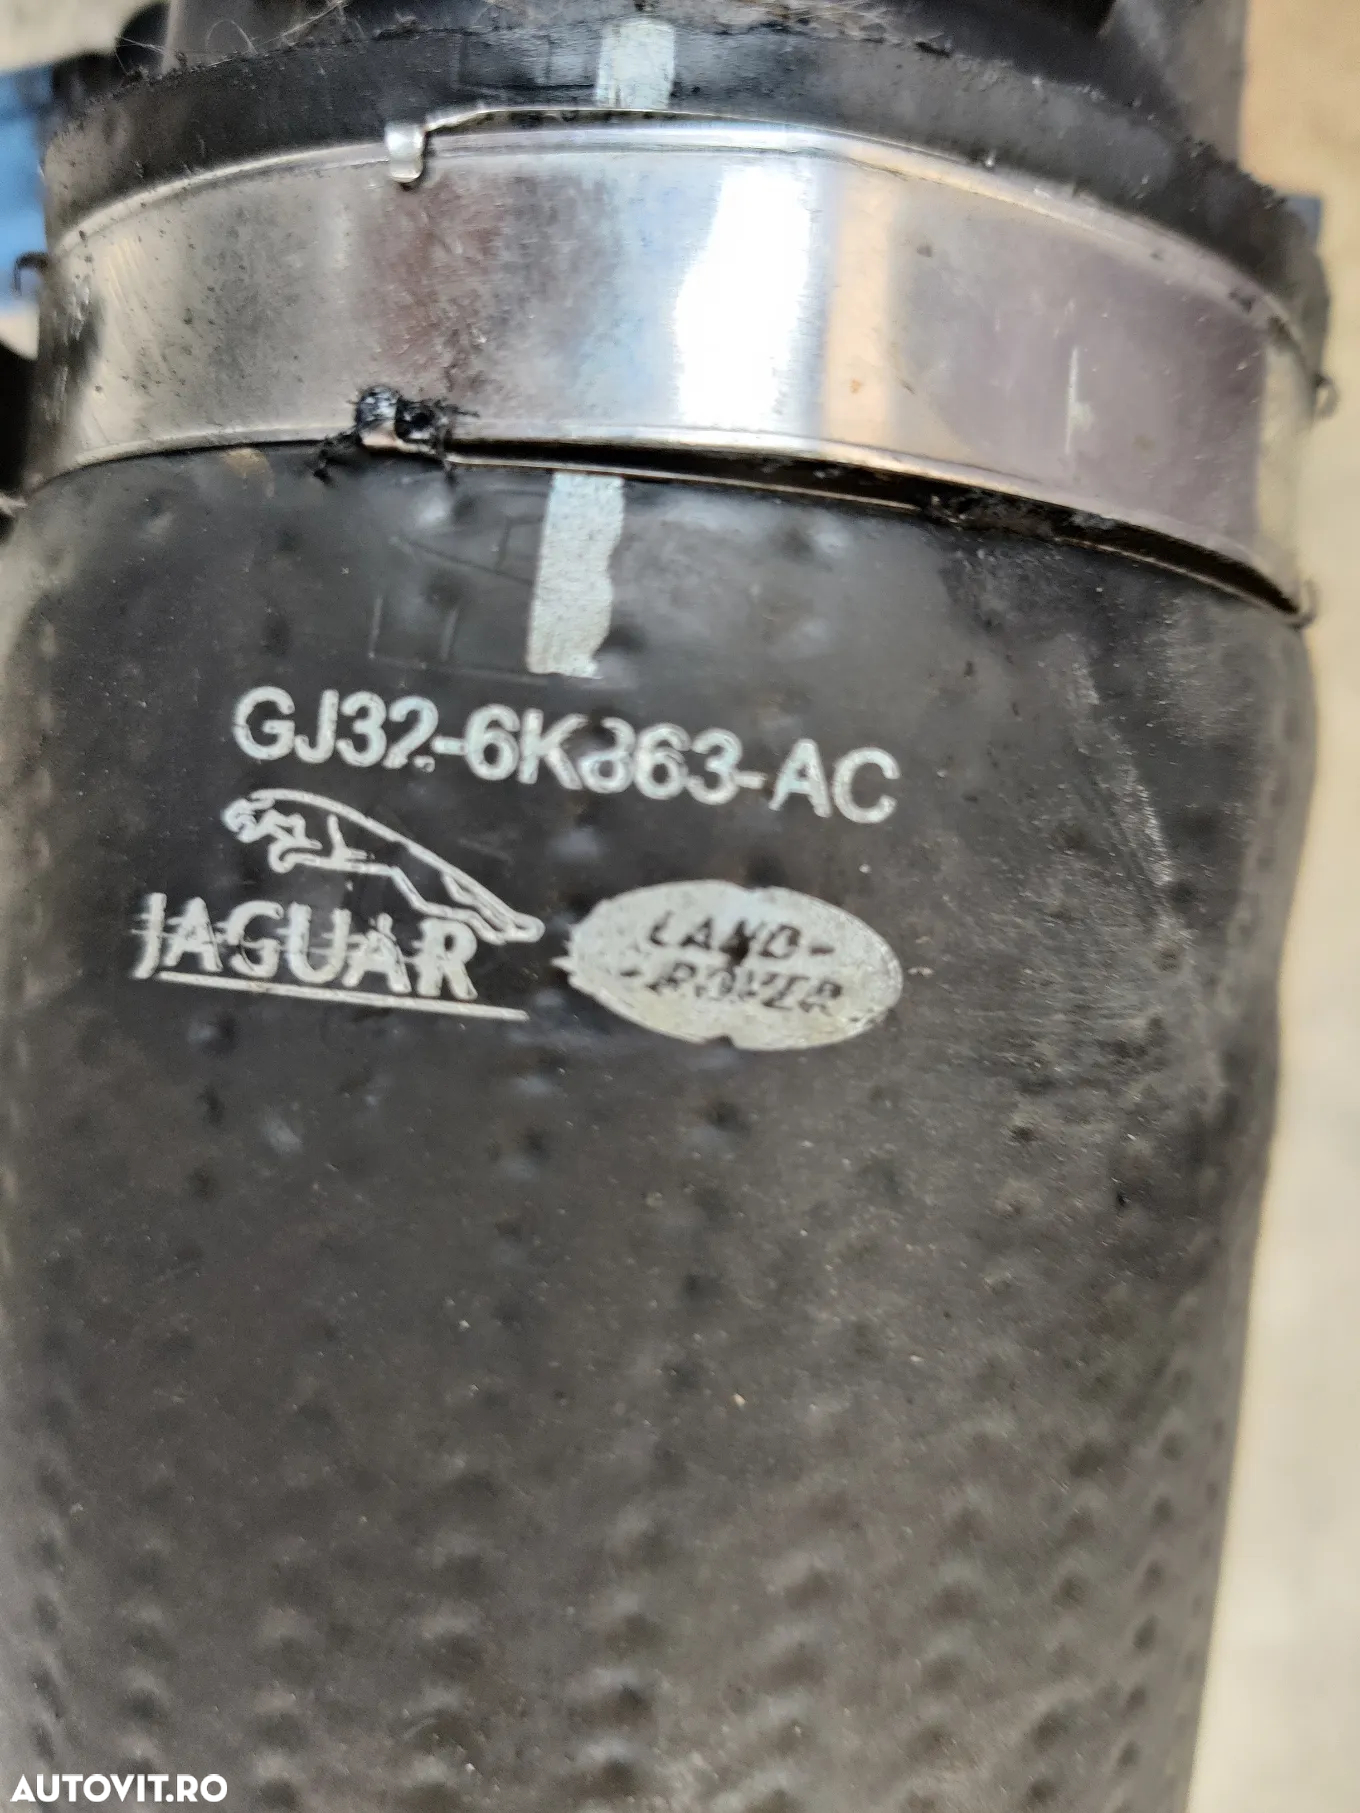 GJ32-6K863-AC
JAGUAR
LAND-
ROVER
AUTOVIT.RO